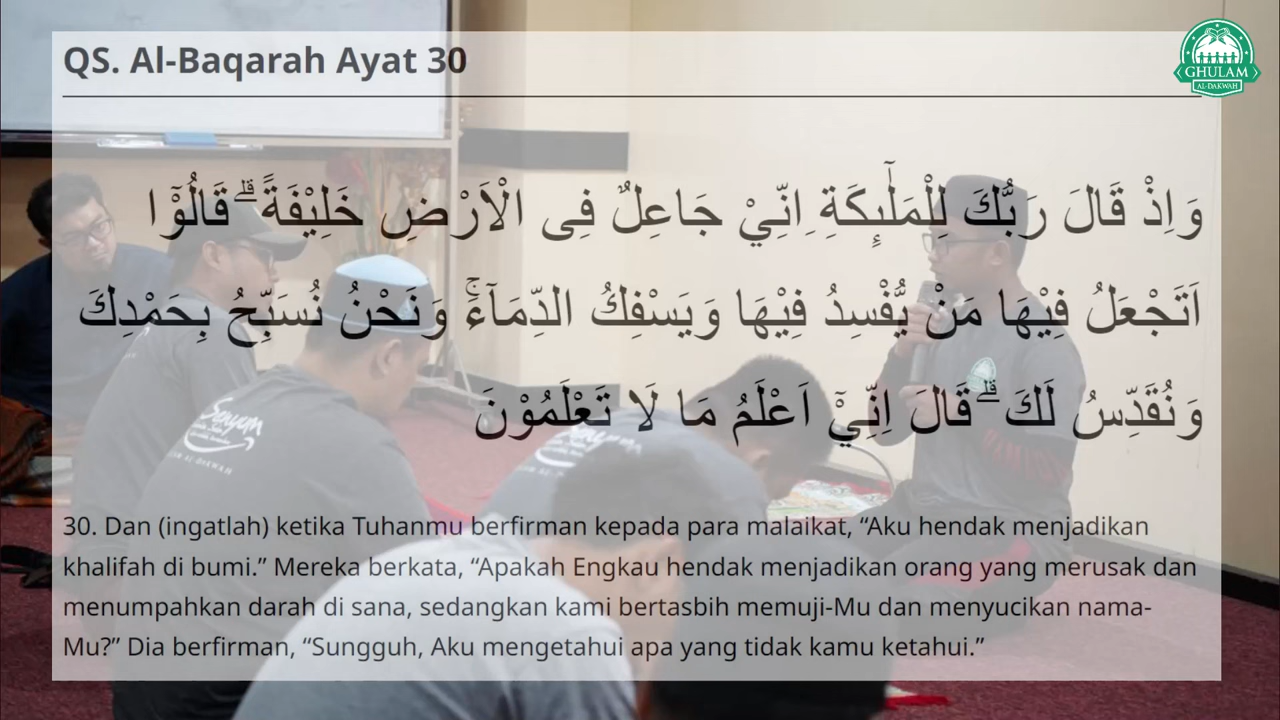 QS. Al-Baqarah Ayat 30
GHULAM
AL-DAKWAH
وَاِذْ قَالَ رَبُّكَ لِلْمَلٰۤىِٕكَةِ اِنِّيْ جَاعِلٌ فِى الْاَرْضِ خَلِيْفَةً ۗ قَالُوْٓا
اَتَجْعَلُ فِيْهَا مَنْ يُّفْسِدُ فِيْهَا وَيَسْفِكُ الدِّمَاۤءَۚ وَنَحْنُ نُسَبِّحُ بِحَمْدِكَ
وَنُقَدِّسُ لَكَ ۗ قَالَ اِنِّيْٓ اَعْلَمُ مَا لَا تَعْلَمُوْنَ
30. Dan (ingatlah) ketika Tuhanmu berfirman kepada para malaikat, “Aku hendak menjadikan
khalifah di bumi.” Mereka berkata, “Apakah Engkau hendak menjadikan orang yang merusak dan
menumpahkan darah di sana, sedangkan kami bertasbih memuji-Mu dan menyucikan nama-
Mu?” Dia berfirman, “Sungguh, Aku mengetahui apa yang tidak kamu ketahui.”
Senyum